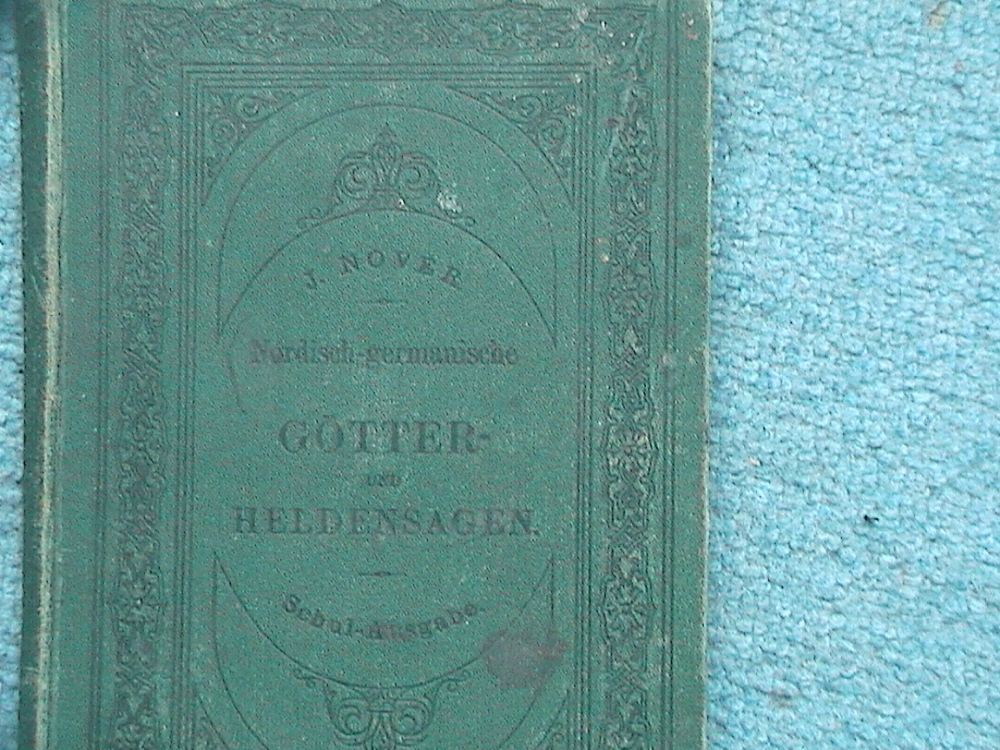 J. NOVER
Nordisch-germanische
GÖTTER-
UND
HELDENSAGEN.
Schul-Ausgabe.